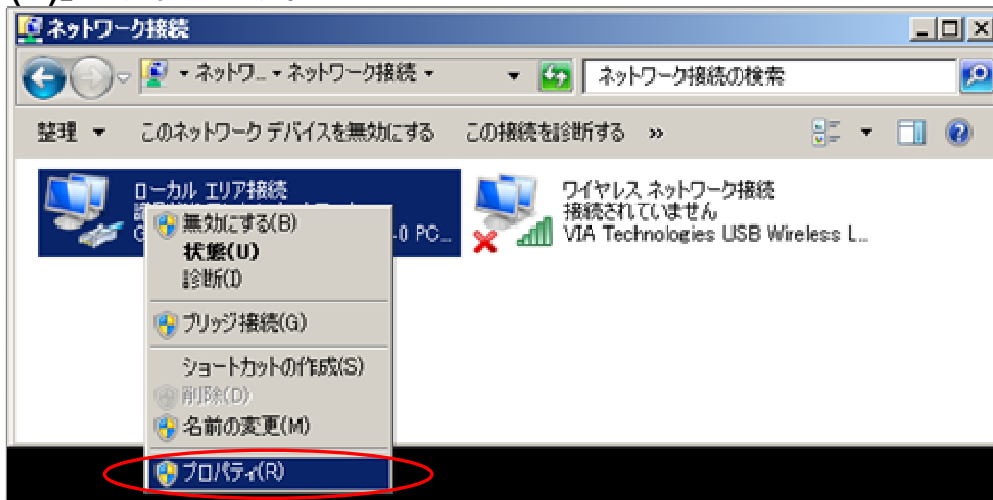 ネットワーク接続
ネットワ... ネットワーク接続
ネットワーク接続の検索
整理 このネットワーク デバイスを無効にする この接続を診断する »
ローカル エリア接続
-0 PC...
ワイヤレス ネットワーク接続
接続されていません
VIA Technologies USB Wireless L...
無効にする(B)
状態(U)
診断(I)
ブリッジ接続(G)
ショートカットの作成(S)
削除(D)
名前の変更(M)
プロパティ(R)